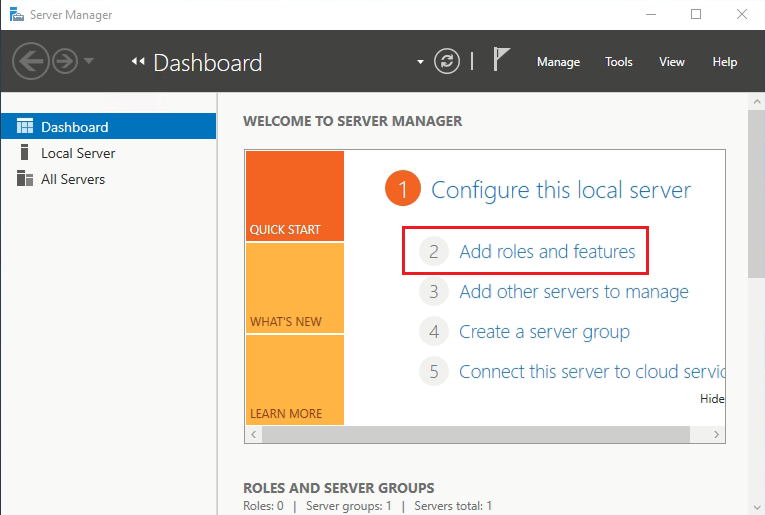 Server Manager
Dashboard
Manage Tools View Help
Dashboard
Local Server
All Servers
WELCOME TO SERVER MANAGER
QUICK START
WHAT'S NEW
LEARN MORE
1 Configure this local server
2 Add roles and features
3 Add other servers to manage
4 Create a server group
5 Connect this server to cloud servic
Hide
ROLES AND SERVER GROUPS
Roles: 0 | Server groups: 1 | Servers total: 1